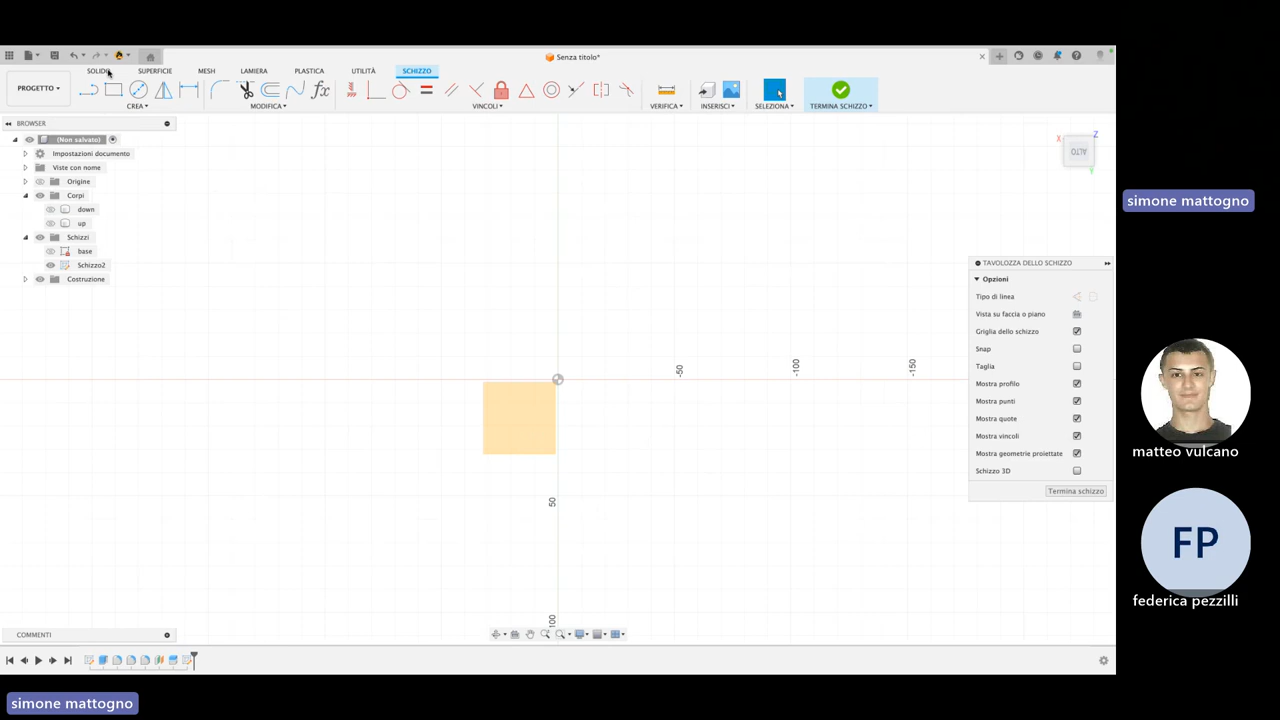 Senza titolo*
SOLIDO SUPERFICIE MESH LAMIERA PLASTICA UTILITÀ SCHIZZO
PROGETTO
fx
CREA MODIFICA VINCOLI VERIFICA INSERISCI SELEZIONA TERMINA SCHIZZO
BROWSER
(Non salvato)
Impostazioni documento
Viste con nome
Origine
Corpi
down
up
Schizzi
base
Schizzo2
Costruzione
X
Z
ALTO
Y
simone mattogno
TAVOLOZZA DELLO SCHIZZO
Opzioni
Tipo di linea
Vista su faccia o piano
Griglia dello schizzo
Snap
Taglia
Mostra profilo
Mostra punti
Mostra quote
Mostra vincoli
Mostra geometrie proiettate
Schizzo 3D
Termina schizzo
-50
-100
-150
50
100
matteo vulcano
FP
federica pezzilli
COMMENTI
simone mattogno